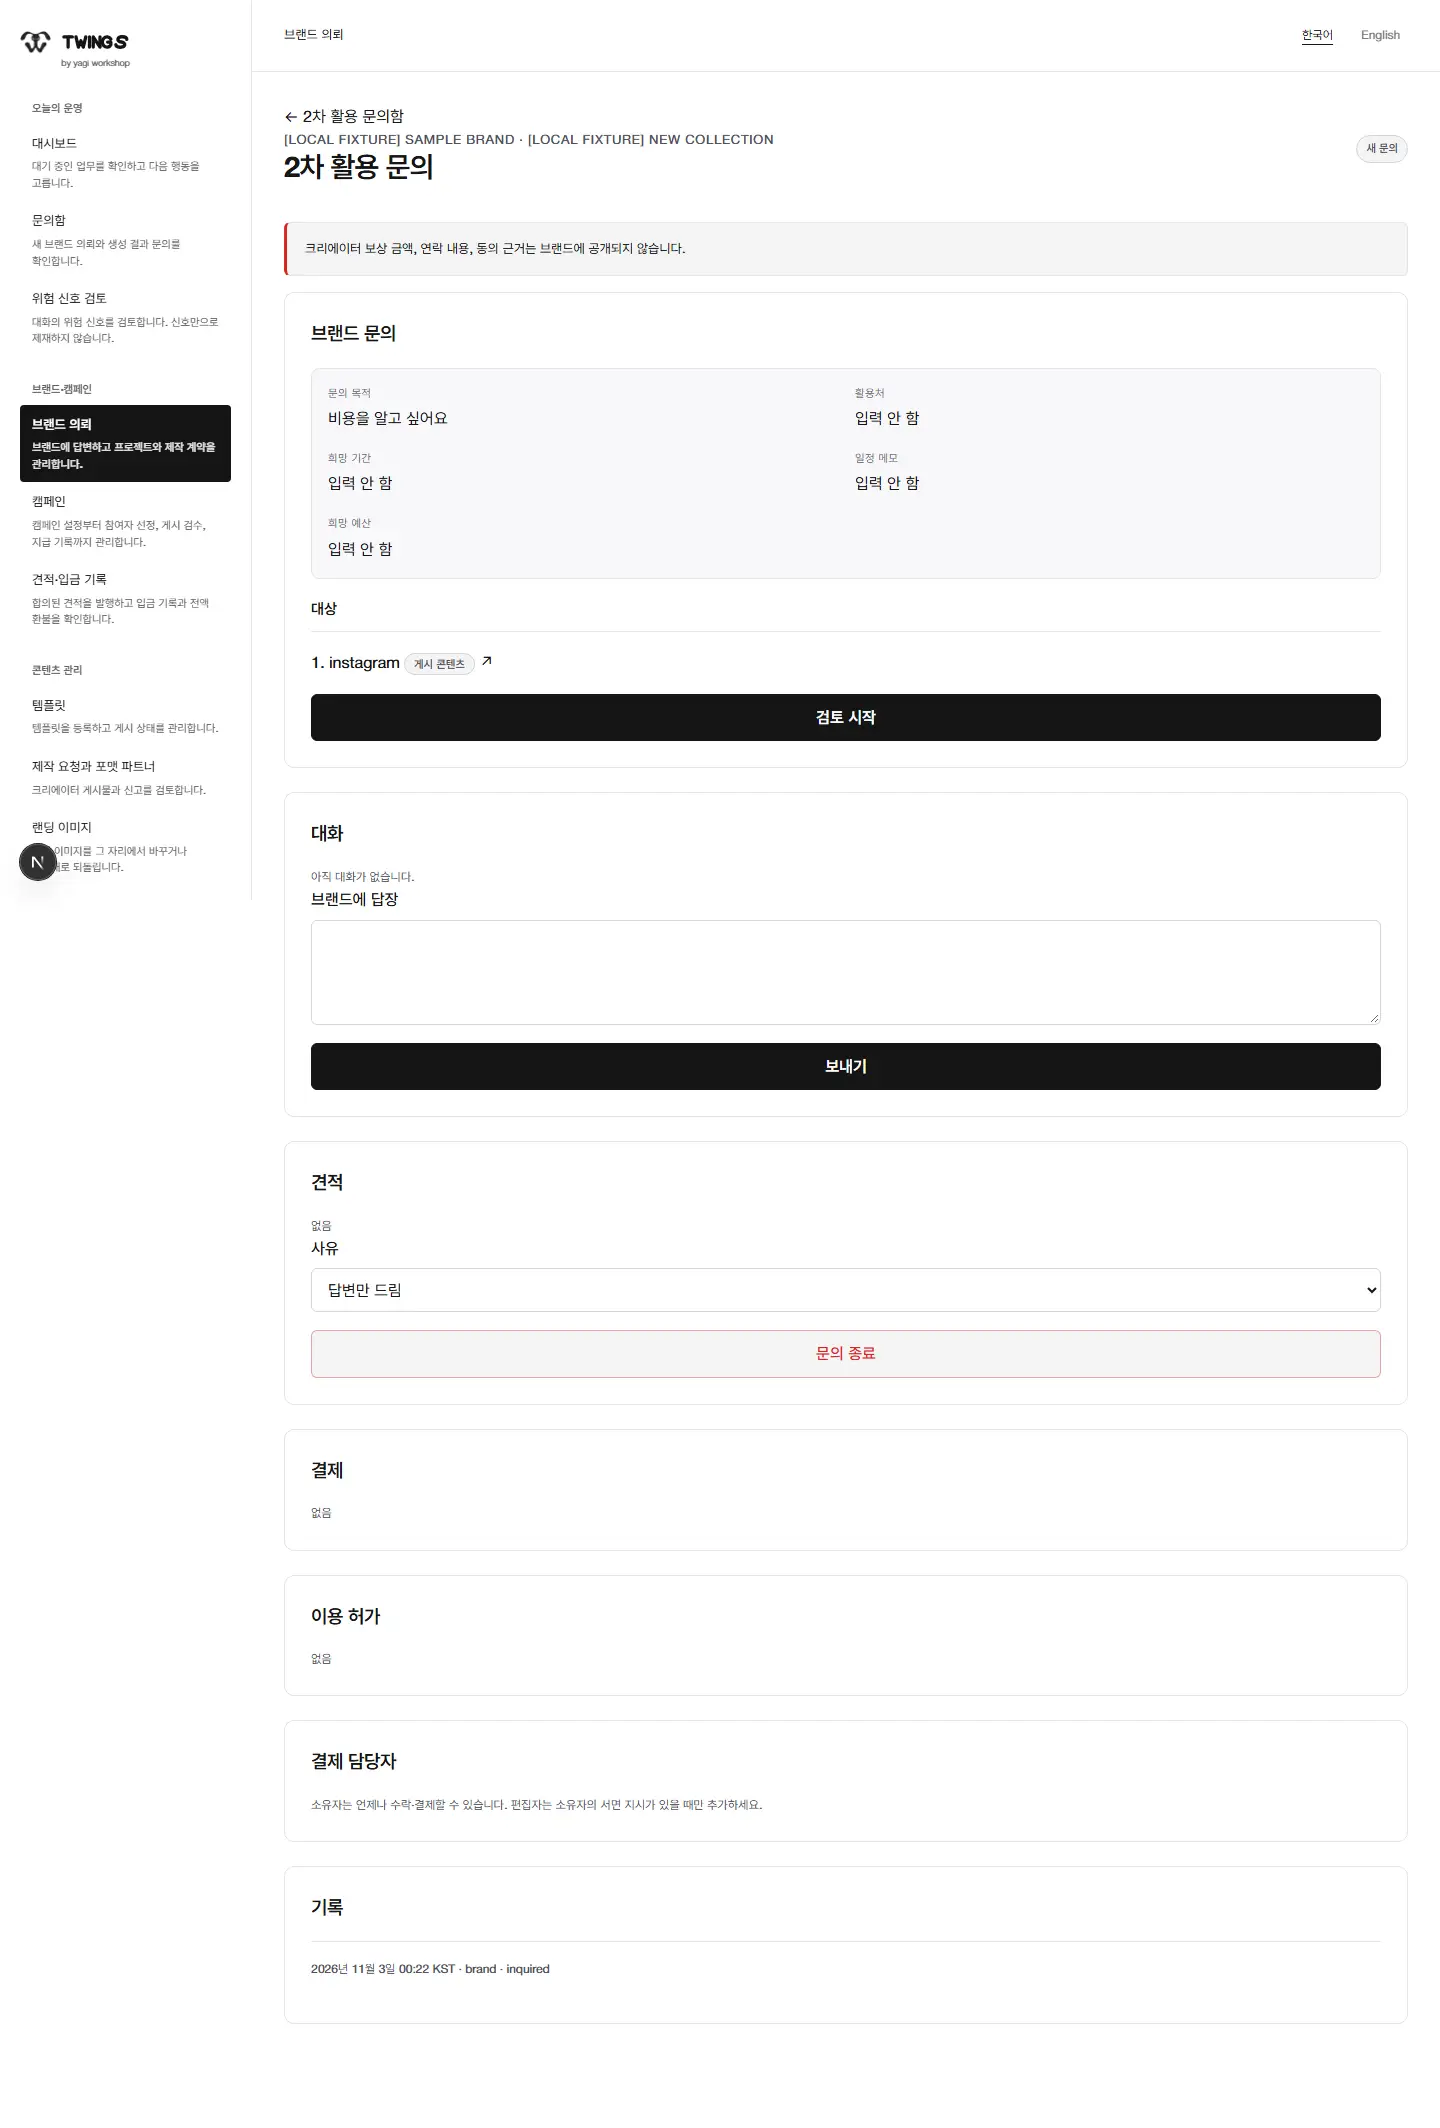 TWINGS
by yagi workshop
오늘의 운영
대시보드
대기 중인 업무를 확인하고 다음 행동을
고릅니다.
문의함
새 브랜드 의뢰와 생성 결과 문의를
확인합니다.
위험 신호 검토
대화의 위험 신호를 검토합니다. 신호만으로
제재하지 않습니다.
브랜드·캠페인
브랜드 의뢰
브랜드에 답변하고 프로젝트와 제작 계약을
관리합니다.
캠페인
캠페인 설정부터 참여자 선정, 게시 검수,
지급 기록까지 관리합니다.
견적·입금 기록
합의된 견적을 발행하고 입금 기록과 전액
환불을 확인합니다.
콘텐츠 관리
템플릿
템플릿을 등록하고 게시 상태를 관리합니다.
제작 요청과 포맷 파트너
크리에이터 게시물과 신고를 검토합니다.
랜딩 이미지
이미지를 그 자리에서 바꾸거나
로 되돌립니다.
N
브랜드 의뢰
한국어
English
← 2차 활용 문의함
[LOCAL FIXTURE] SAMPLE BRAND · [LOCAL FIXTURE] NEW COLLECTION
2차 활용 문의
새 문의
크리에이터 보상 금액, 연락 내용, 동의 근거는 브랜드에 공개되지 않습니다.
브랜드 문의
문의 목적
비용을 알고 싶어요
활용처
입력 안 함
희망 기간
입력 안 함
일정 메모
입력 안 함
희망 예산
입력 안 함
대상
1. instagram 게시 콘텐츠 ↗
검토 시작
대화
아직 대화가 없습니다.
브랜드에 답장
보내기
견적
없음
사유
답변만 드림
문의 종료
결제
없음
이용 허가
없음
결제 담당자
소유자는 언제나 수락·결제할 수 있습니다. 편집자는 소유자의 서면 지시가 있을 때만 추가하세요.
기록
2026년 11월 3일 00:22 KST · brand · inquired